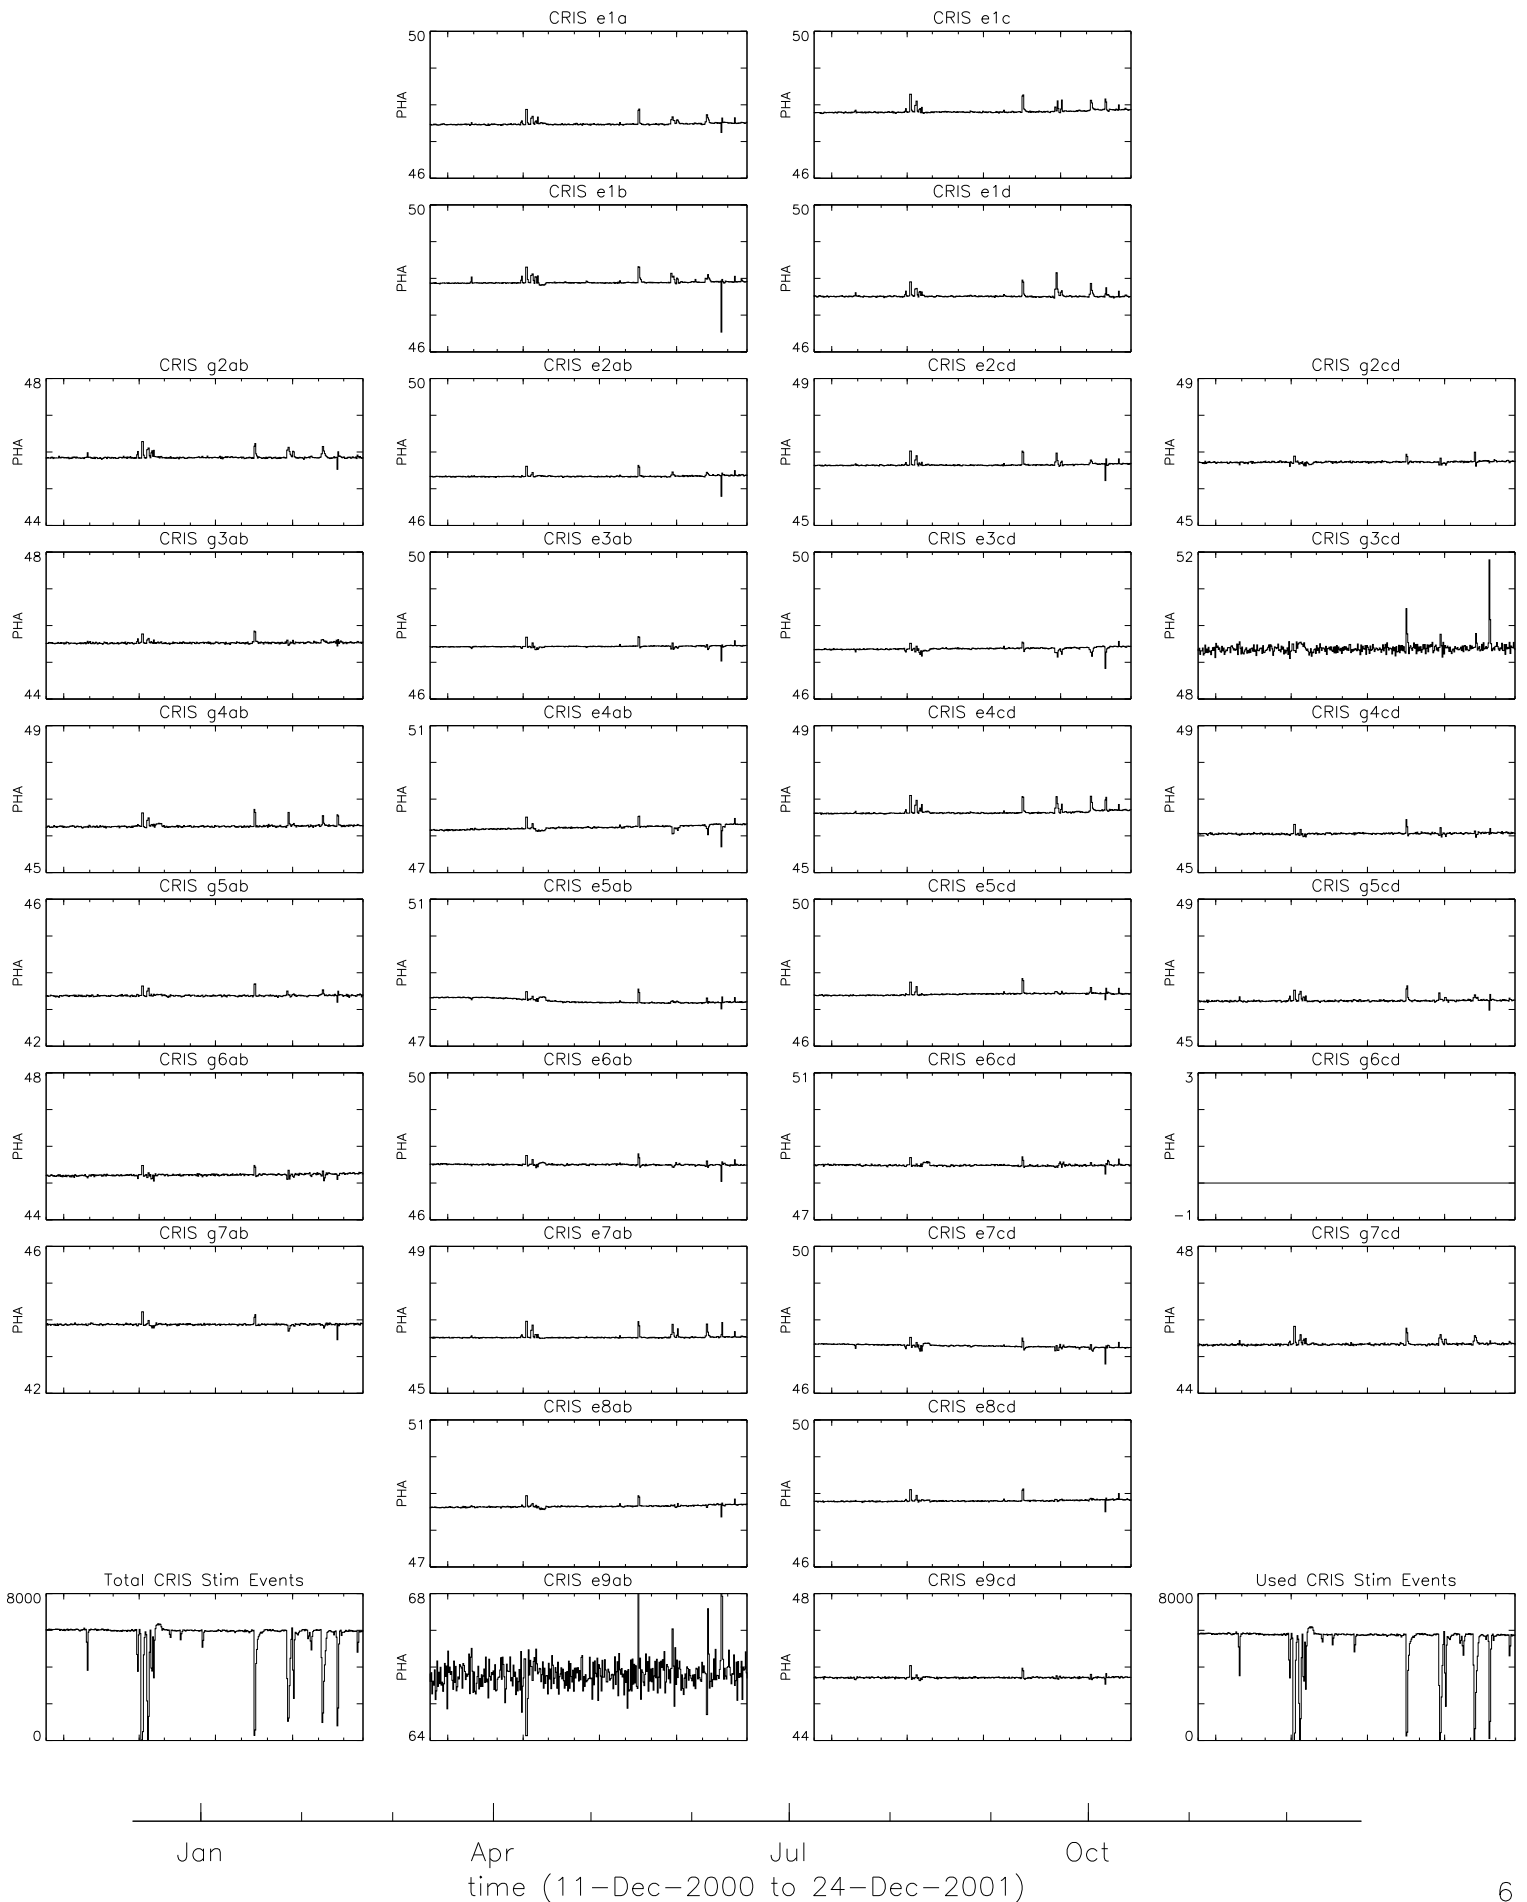 CRIS e1a
CRIS e1c
50
PHA
46
50
PHA
46
CRIS e1b
CRIS e1d
50
PHA
46
50
PHA
46
CRIS g2ab
CRIS e2ab
CRIS e2cd
CRIS g2cd
48
PHA
44
50
PHA
46
49
PHA
45
49
PHA
45
CRIS g3ab
CRIS e3ab
CRIS e3cd
CRIS g3cd
48
PHA
44
50
PHA
46
50
PHA
46
52
PHA
48
CRIS g4ab
CRIS e4ab
CRIS e4cd
CRIS g4cd
49
PHA
45
51
PHA
47
49
PHA
45
49
PHA
45
CRIS g5ab
CRIS e5ab
CRIS e5cd
CRIS g5cd
46
PHA
42
51
PHA
47
50
PHA
46
49
PHA
45
CRIS g6ab
CRIS e6ab
CRIS e6cd
CRIS g6cd
48
PHA
44
50
PHA
46
51
PHA
47
3
PHA
−1
CRIS g7ab
CRIS e7ab
CRIS e7cd
CRIS g7cd
46
PHA
42
49
PHA
45
50
PHA
46
48
PHA
44
CRIS e8ab
CRIS e8cd
51
PHA
47
50
PHA
46
Total CRIS Stim Events
CRIS e9ab
CRIS e9cd
Used CRIS Stim Events
8000
0
68
PHA
64
48
PHA
44
8000
0
Jan
Apr
Jul
Oct
time (11−Dec−2000 to 24−Dec−2001)
6